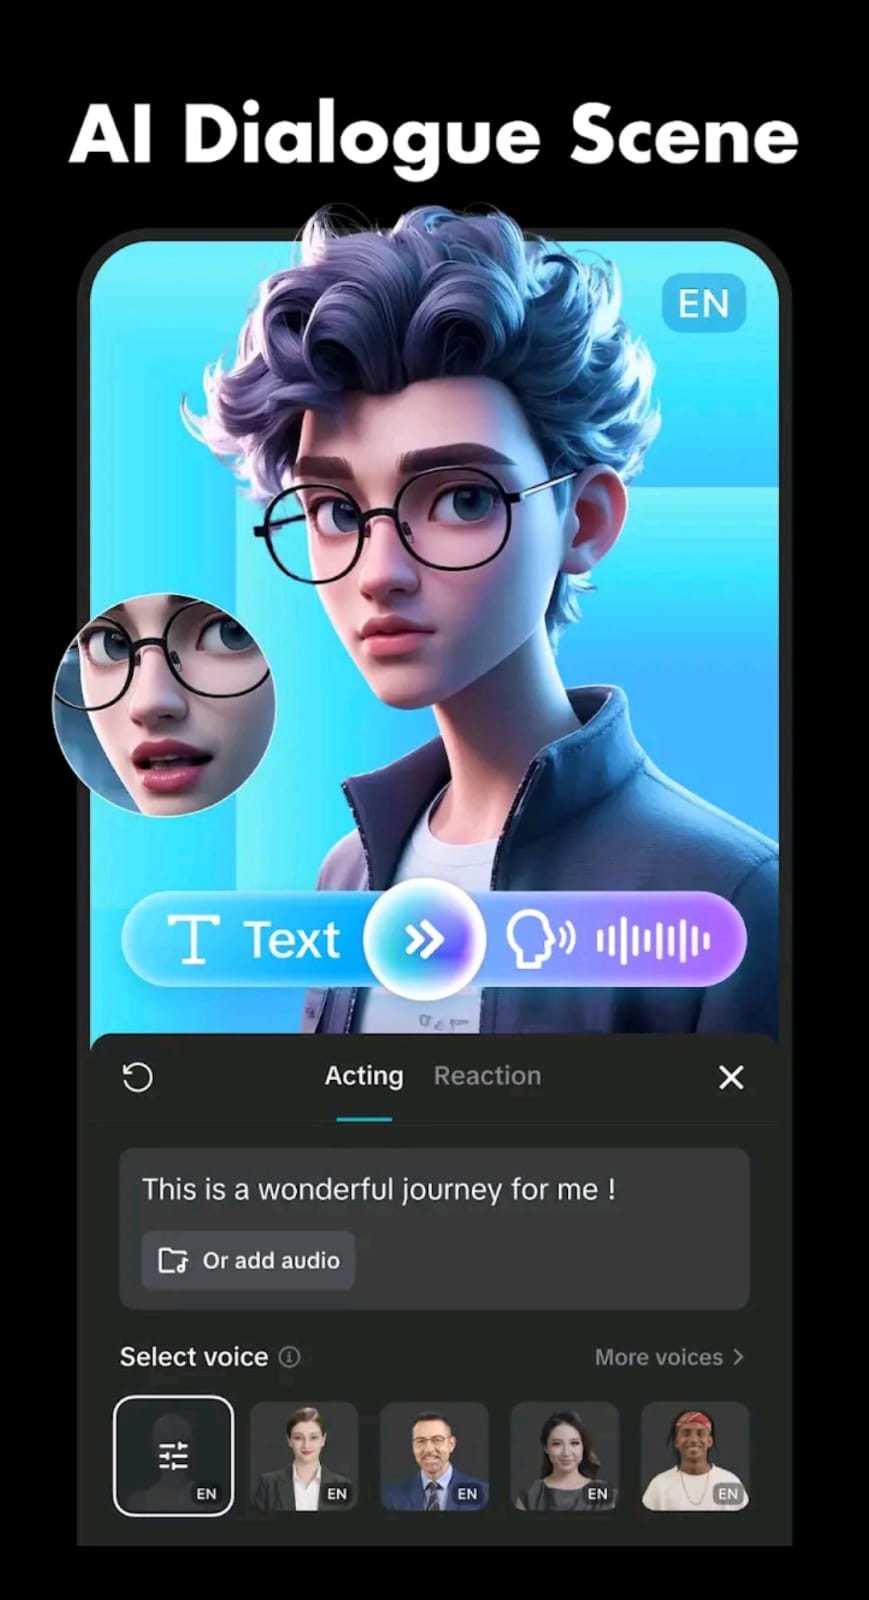 AI Dialogue Scene
EN
Text
Acting Reaction
This is a wonderful journey for me !
Or add audio
Select voice More voices
EN EN EN EN EN